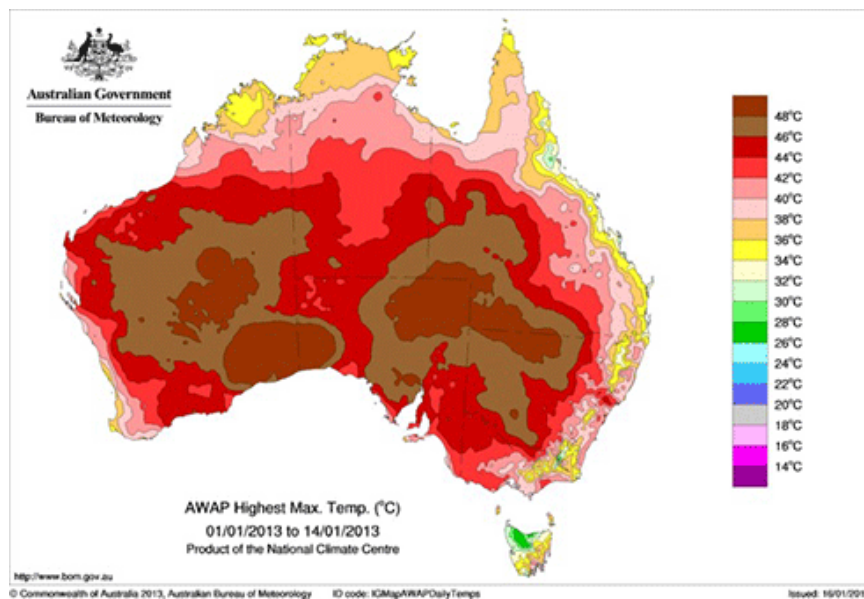 Australian Government
Bureau of Meteorology
48°C
46°C
44°C
42°C
40°C
38°C
36°C
34°C
32°C
30°C
28°C
26°C
24°C
22°C
20°C
18°C
16°C
14°C
AWAP Highest Max. Temp. (°C)
01/01/2013 to 14/01/2013
Product of the National Climate Centre
http://www.bom.gov.au
© Commonwealth of Australia 2013, Australian Bureau of Meteorology ID code: IGMapAWAPDailyTemps Issued: